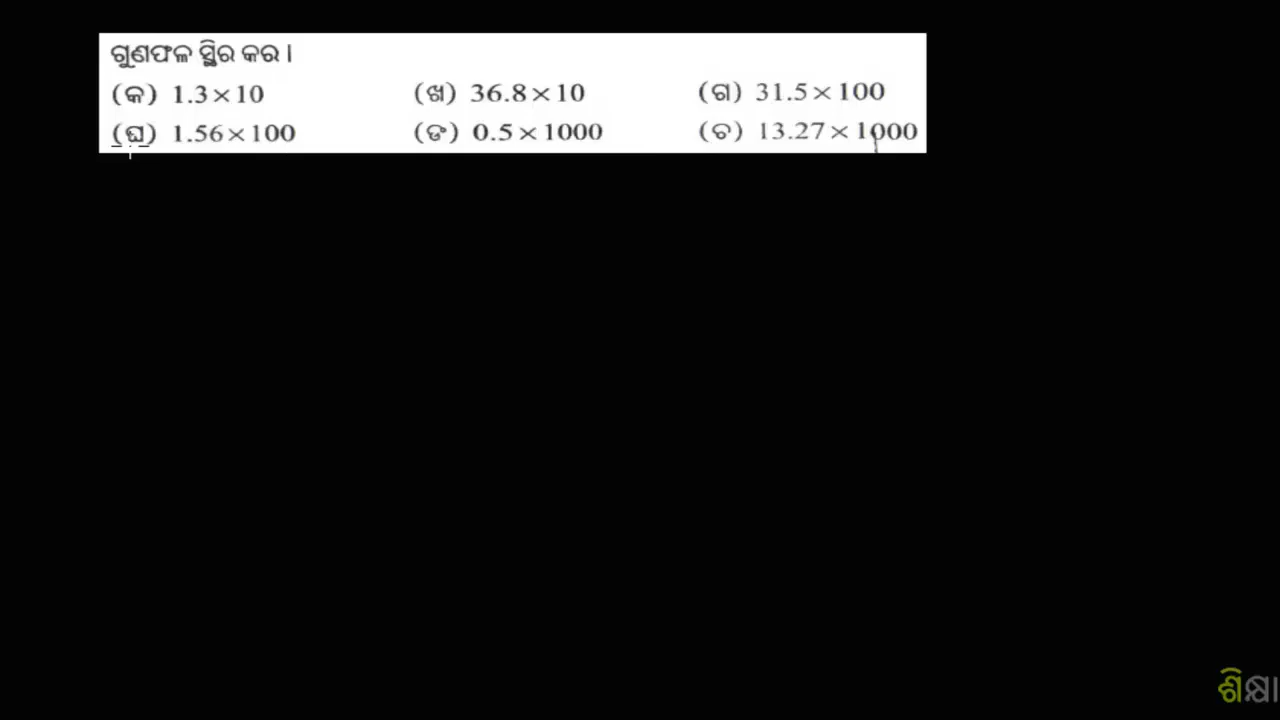 ଗୁଣଫଳ ସ୍ଥିର କର ।
(କ) 1.3×10 (ଖ) 36.8×10 (ଗ) 31.5×100
(ଘ) 1.56×100 (ଙ) 0.5×1000 (ଚ) 13.27×1000
ଶିକ୍ଷା